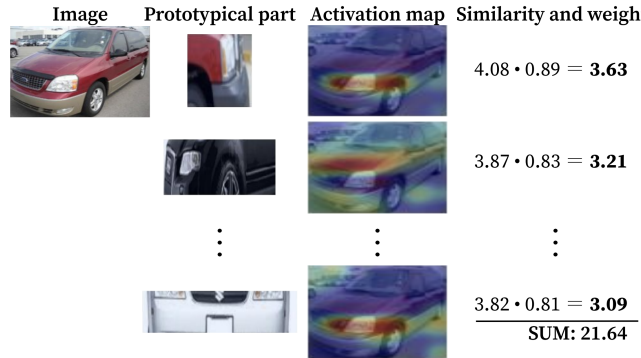 Image Prototypical part Activation map Similarity and weigh
4.08 • 0.89 = 3.63
3.87 • 0.83 = 3.21
3.82 • 0.81 = 3.09
SUM: 21.64